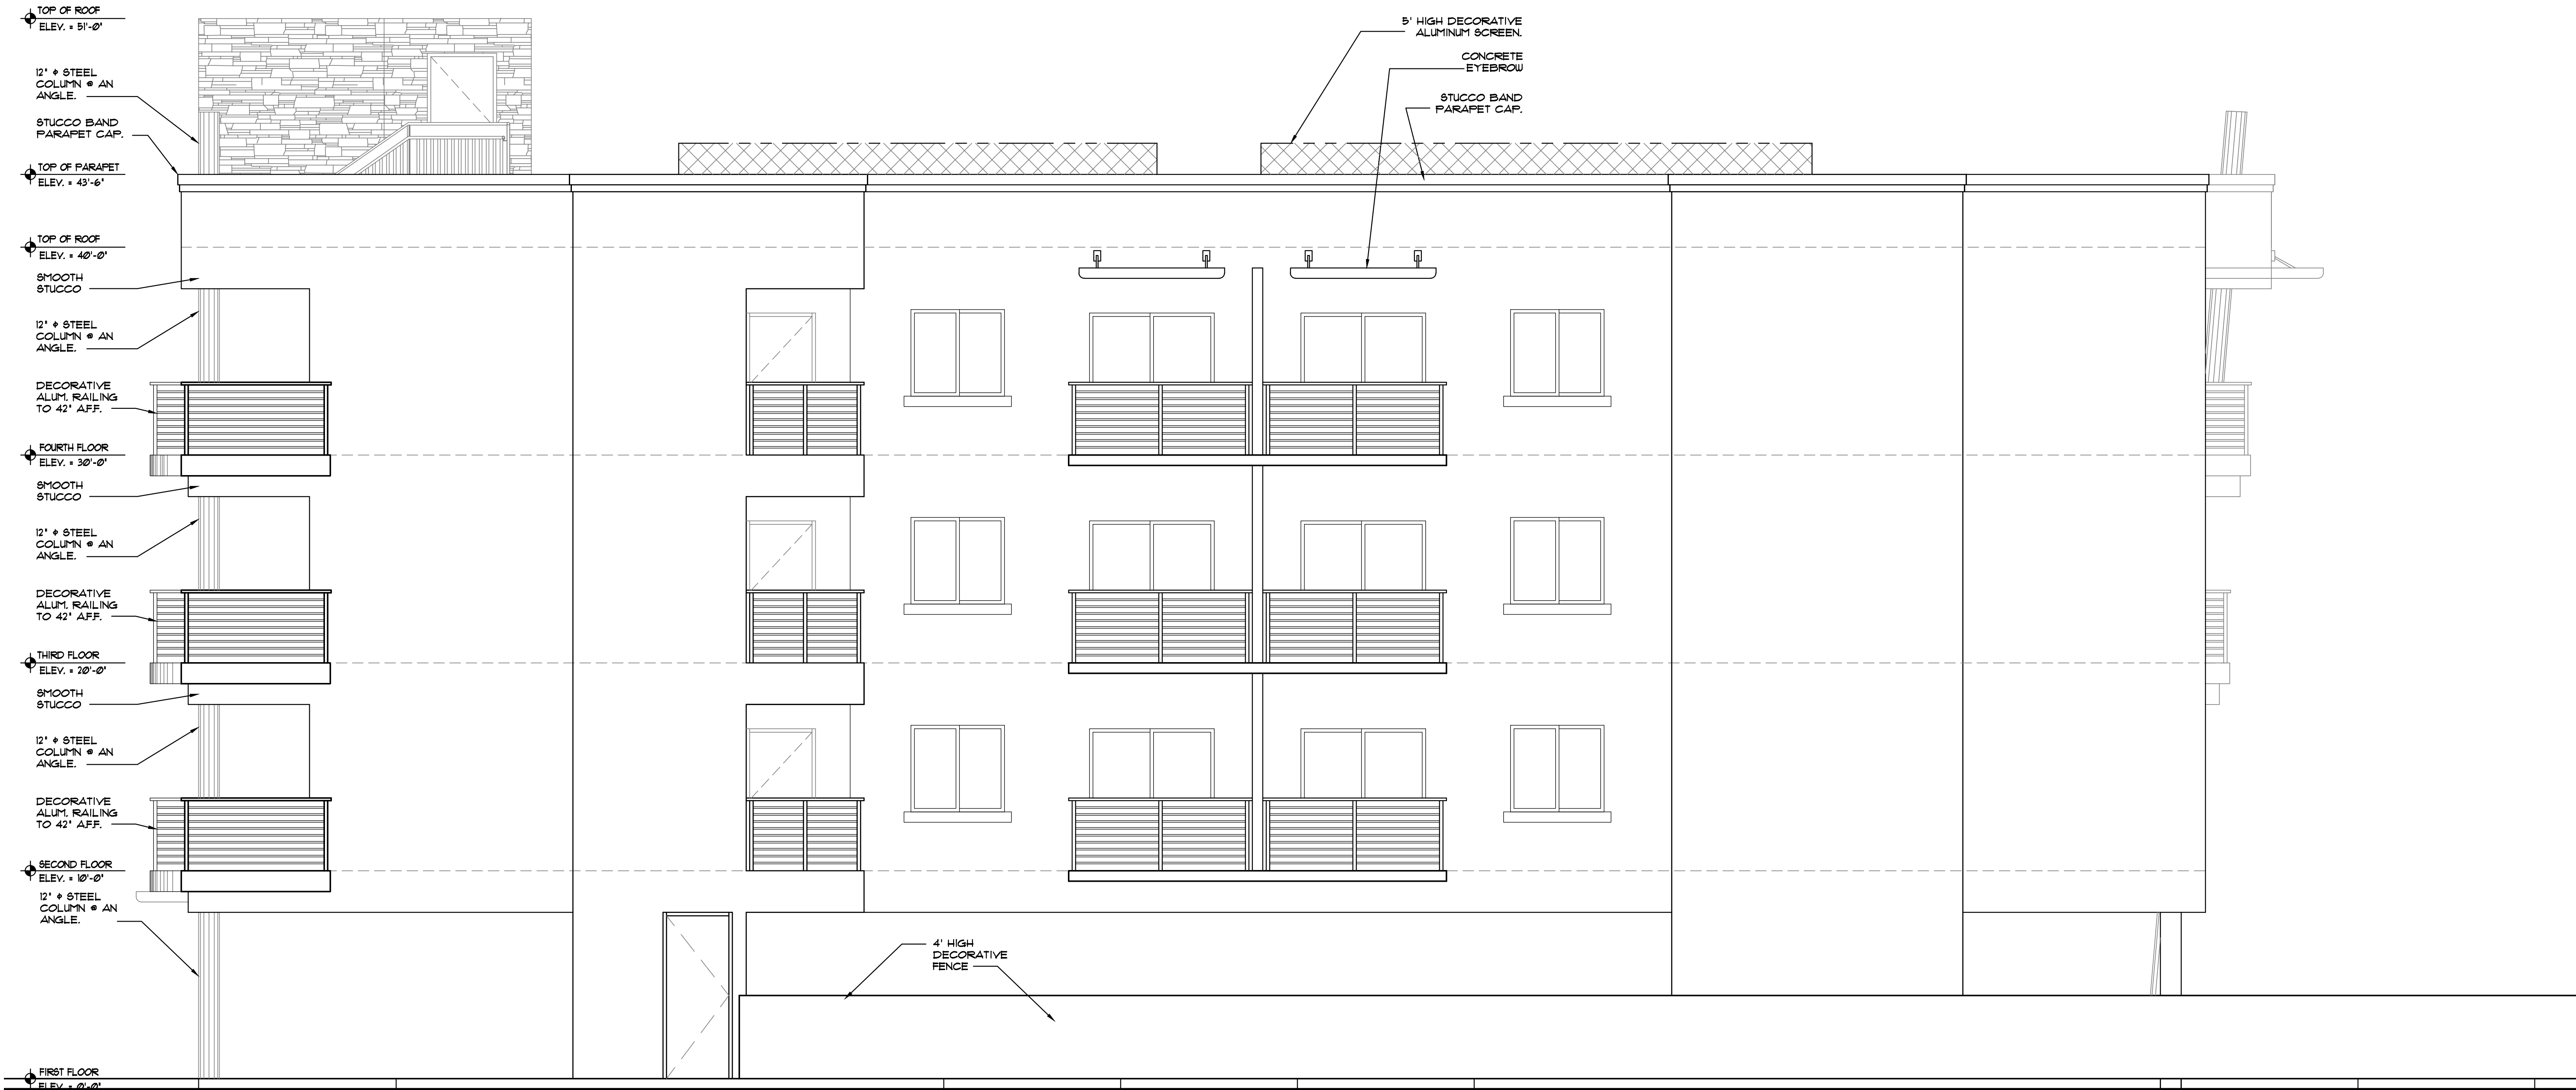 TOP OF ROOF
ELEV. = 51'-0"
12" ϕ STEEL
COLUMN @ AN
ANGLE.
STUCCO BAND
PARAPET CAP.
TOP OF PARAPET
ELEV. = 43'-6"
TOP OF ROOF
ELEV. = 40'-0"
SMOOTH
STUCCO
12" ϕ STEEL
COLUMN @ AN
ANGLE.
DECORATIVE
ALUM. RAILING
TO 42" A.F.F.
FOURTH FLOOR
ELEV. = 30'-0"
SMOOTH
STUCCO
12" ϕ STEEL
COLUMN @ AN
ANGLE.
DECORATIVE
ALUM. RAILING
TO 42" A.F.F.
THIRD FLOOR
ELEV. = 20'-0"
SMOOTH
STUCCO
12" ϕ STEEL
COLUMN @ AN
ANGLE.
DECORATIVE
ALUM. RAILING
TO 42" A.F.F.
SECOND FLOOR
ELEV. = 10'-0"
12" ϕ STEEL
COLUMN @ AN
ANGLE.
FIRST FLOOR
ELEV. = 0'-0"
5' HIGH DECORATIVE
ALUMINUM SCREEN.
CONCRETE
EYEBROW
STUCCO BAND
PARAPET CAP.
4' HIGH
DECORATIVE
FENCE